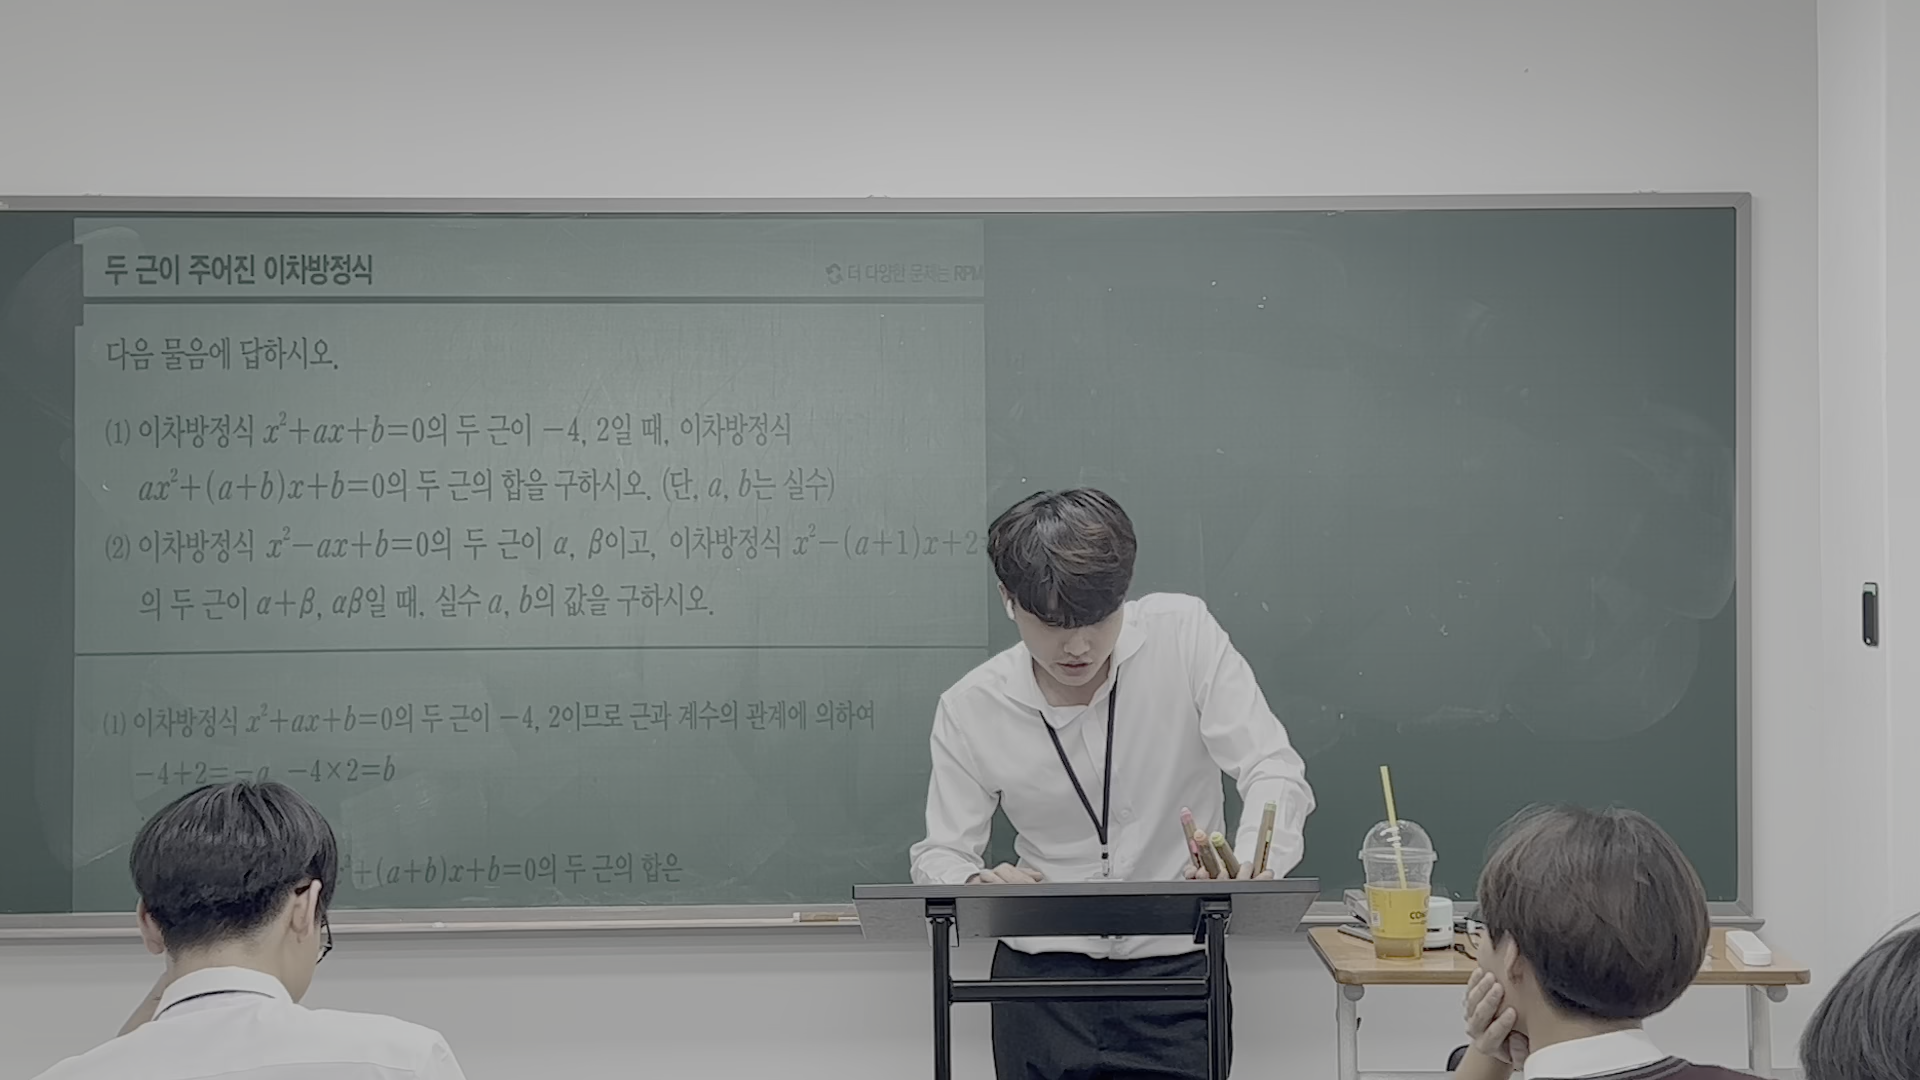 두 근이 주어진 이차방정식
더 다양한 문제는 RPM
다음 물음에 답하시오.
(1) 이차방정식 x²+ax+b=0의 두 근이 −4, 2일 때, 이차방정식
ax²+(a+b)x+b=0의 두 근의 합을 구하시오. (단, a, b는 실수)
(2) 이차방정식 x²−ax+b=0의 두 근이 α, β이고, 이차방정식 x²−(a+1)x+2
의 두 근이 α+β, αβ일 때, 실수 a, b의 값을 구하시오.
(1) 이차방정식 x²+ax+b=0의 두 근이 −4, 2이므로 근과 계수의 관계에 의하여
−4+2=−a, −4×2=b
+(a+b)x+b=0의 두 근의 합은